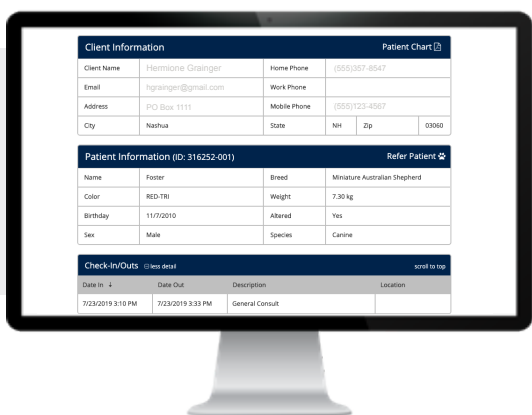 Client Information Patient Chart
Client Name Hermione Grainger Home Phone (555)357-8547
Email hgrainger@gmail.com Work Phone
Address PO Box 1111 Mobile Phone (555)123-4567
City Nashua State NH Zip 03060
Patient Information (ID: 316252-001) Refer Patient
Name Foster Breed Miniature Australian Shepherd
Color RED-TRI Weight 7.30 kg
Birthday 11/7/2010 Altered Yes
Sex Male Species Canine
Check-In/Outs less detail scroll to top
Date In ↓ Date Out Description Location
7/23/2019 3:10 PM 7/23/2019 3:33 PM General Consult